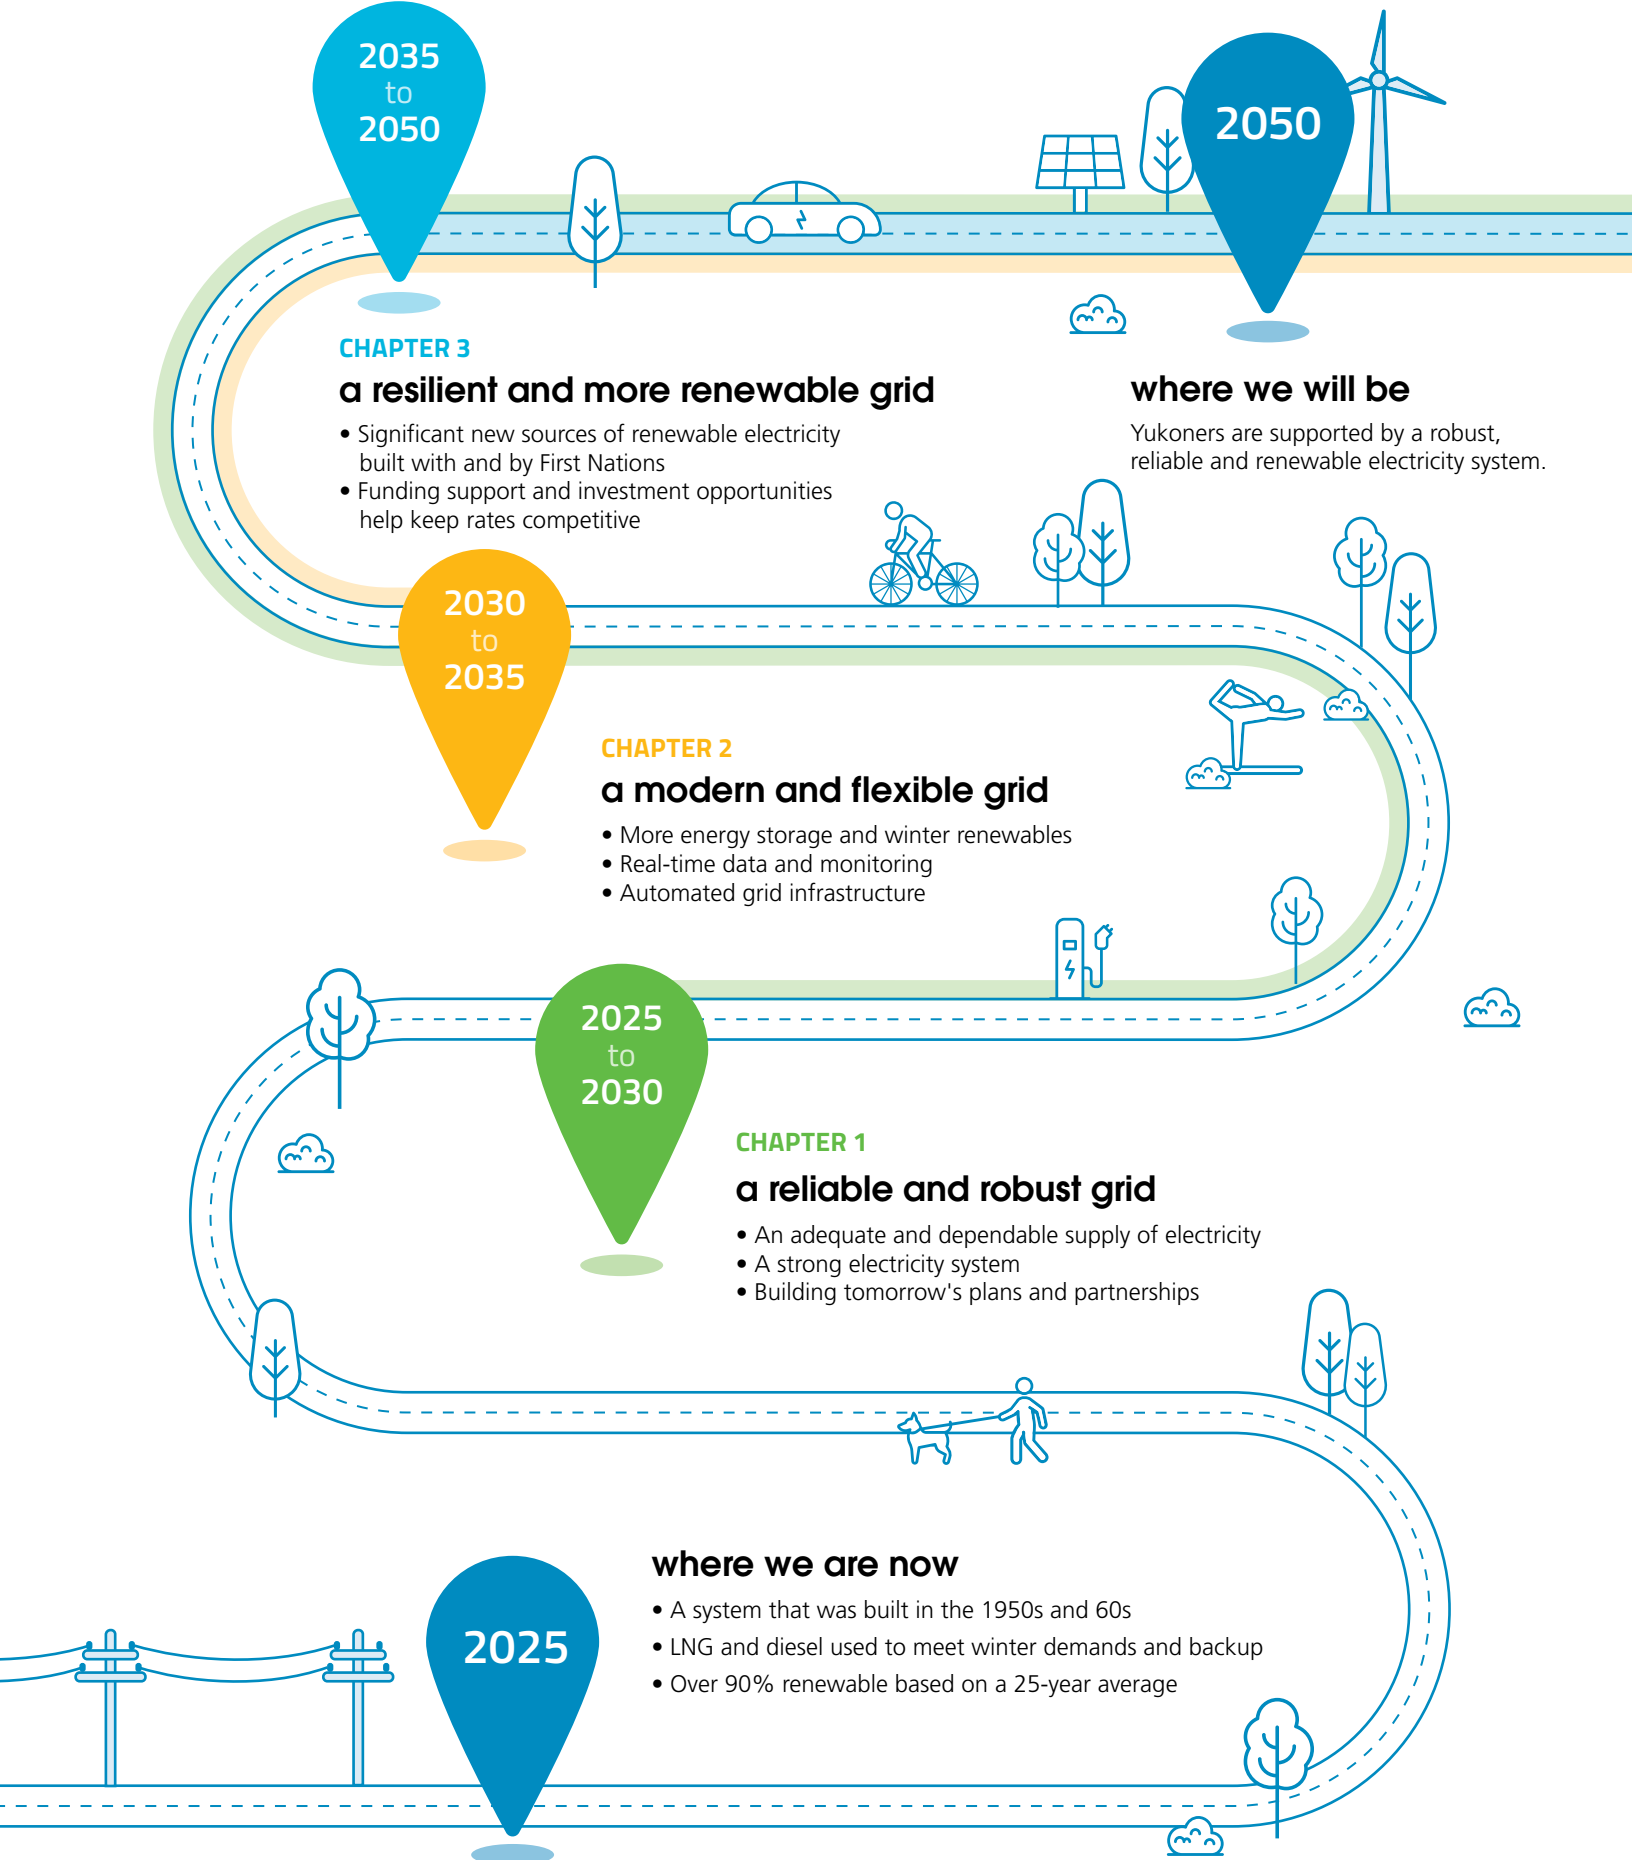 2035
to
2050
2050
CHAPTER 3
a resilient and more renewable grid
• Significant new sources of renewable electricity
built with and by First Nations
• Funding support and investment opportunities
help keep rates competitive
where we will be
Yukoners are supported by a robust,
reliable and renewable electricity system.
2030
to
2035
CHAPTER 2
a modern and flexible grid
• More energy storage and winter renewables
• Real-time data and monitoring
• Automated grid infrastructure
2025
to
2030
CHAPTER 1
a reliable and robust grid
• An adequate and dependable supply of electricity
• A strong electricity system
• Building tomorrow's plans and partnerships
2025
where we are now
• A system that was built in the 1950s and 60s
• LNG and diesel used to meet winter demands and backup
• Over 90% renewable based on a 25-year average